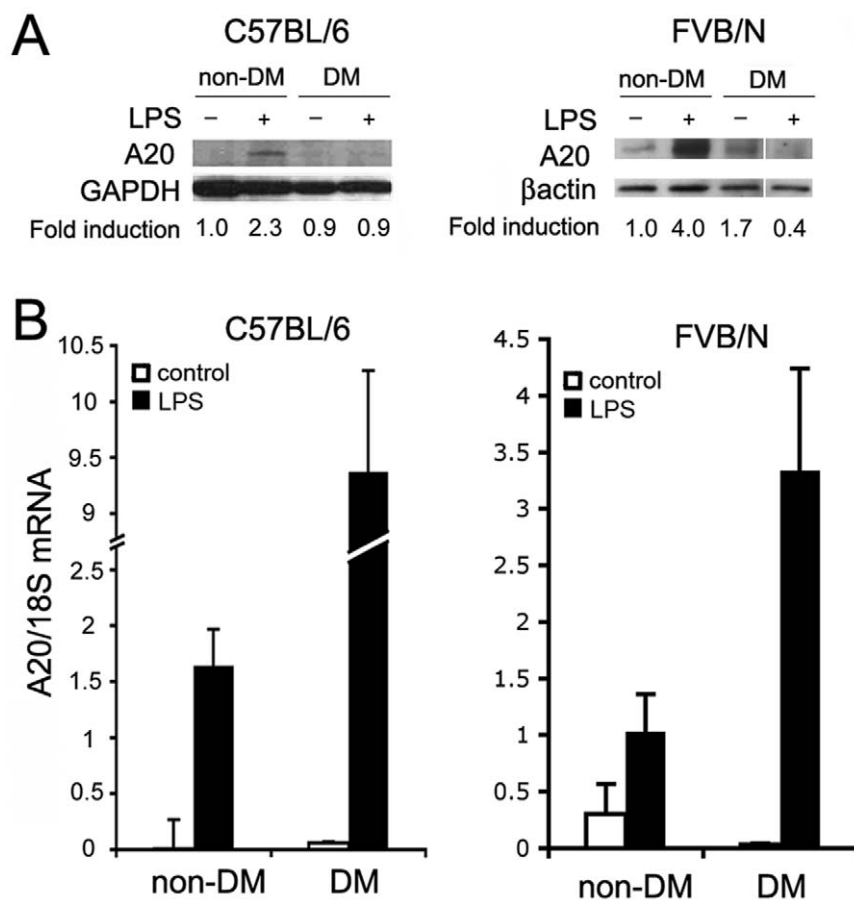 A
C57BL/6
non-DM DM
LPS − + − +
A20
GAPDH
Fold induction 1.0 2.3 0.9 0.9
FVB/N
non-DM DM
LPS − + − +
A20
βactin
Fold induction 1.0 4.0 1.7 0.4
B
C57BL/6
A20/18S mRNA
10.5
10
9.5
9
2.5
2
1.5
1
0.5
0
control
LPS
non-DM DM
FVB/N
4.5
4
3.5
3
2.5
2
1.5
1
0.5
0
control
LPS
non-DM DM